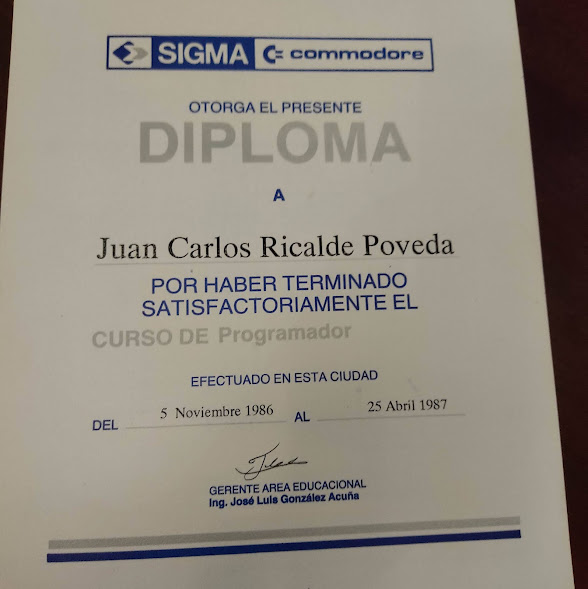 SIGMA commodore
OTORGA EL PRESENTE
DIPLOMA
A
Juan Carlos Ricalde Poveda
POR HABER TERMINADO
SATISFACTORIAMENTE EL
CURSO DE Programador
EFECTUADO EN ESTA CIUDAD
DEL 5 Noviembre 1986 AL 25 Abril 1987
GERENTE AREA EDUCACIONAL
Ing. José Luis González Acuña